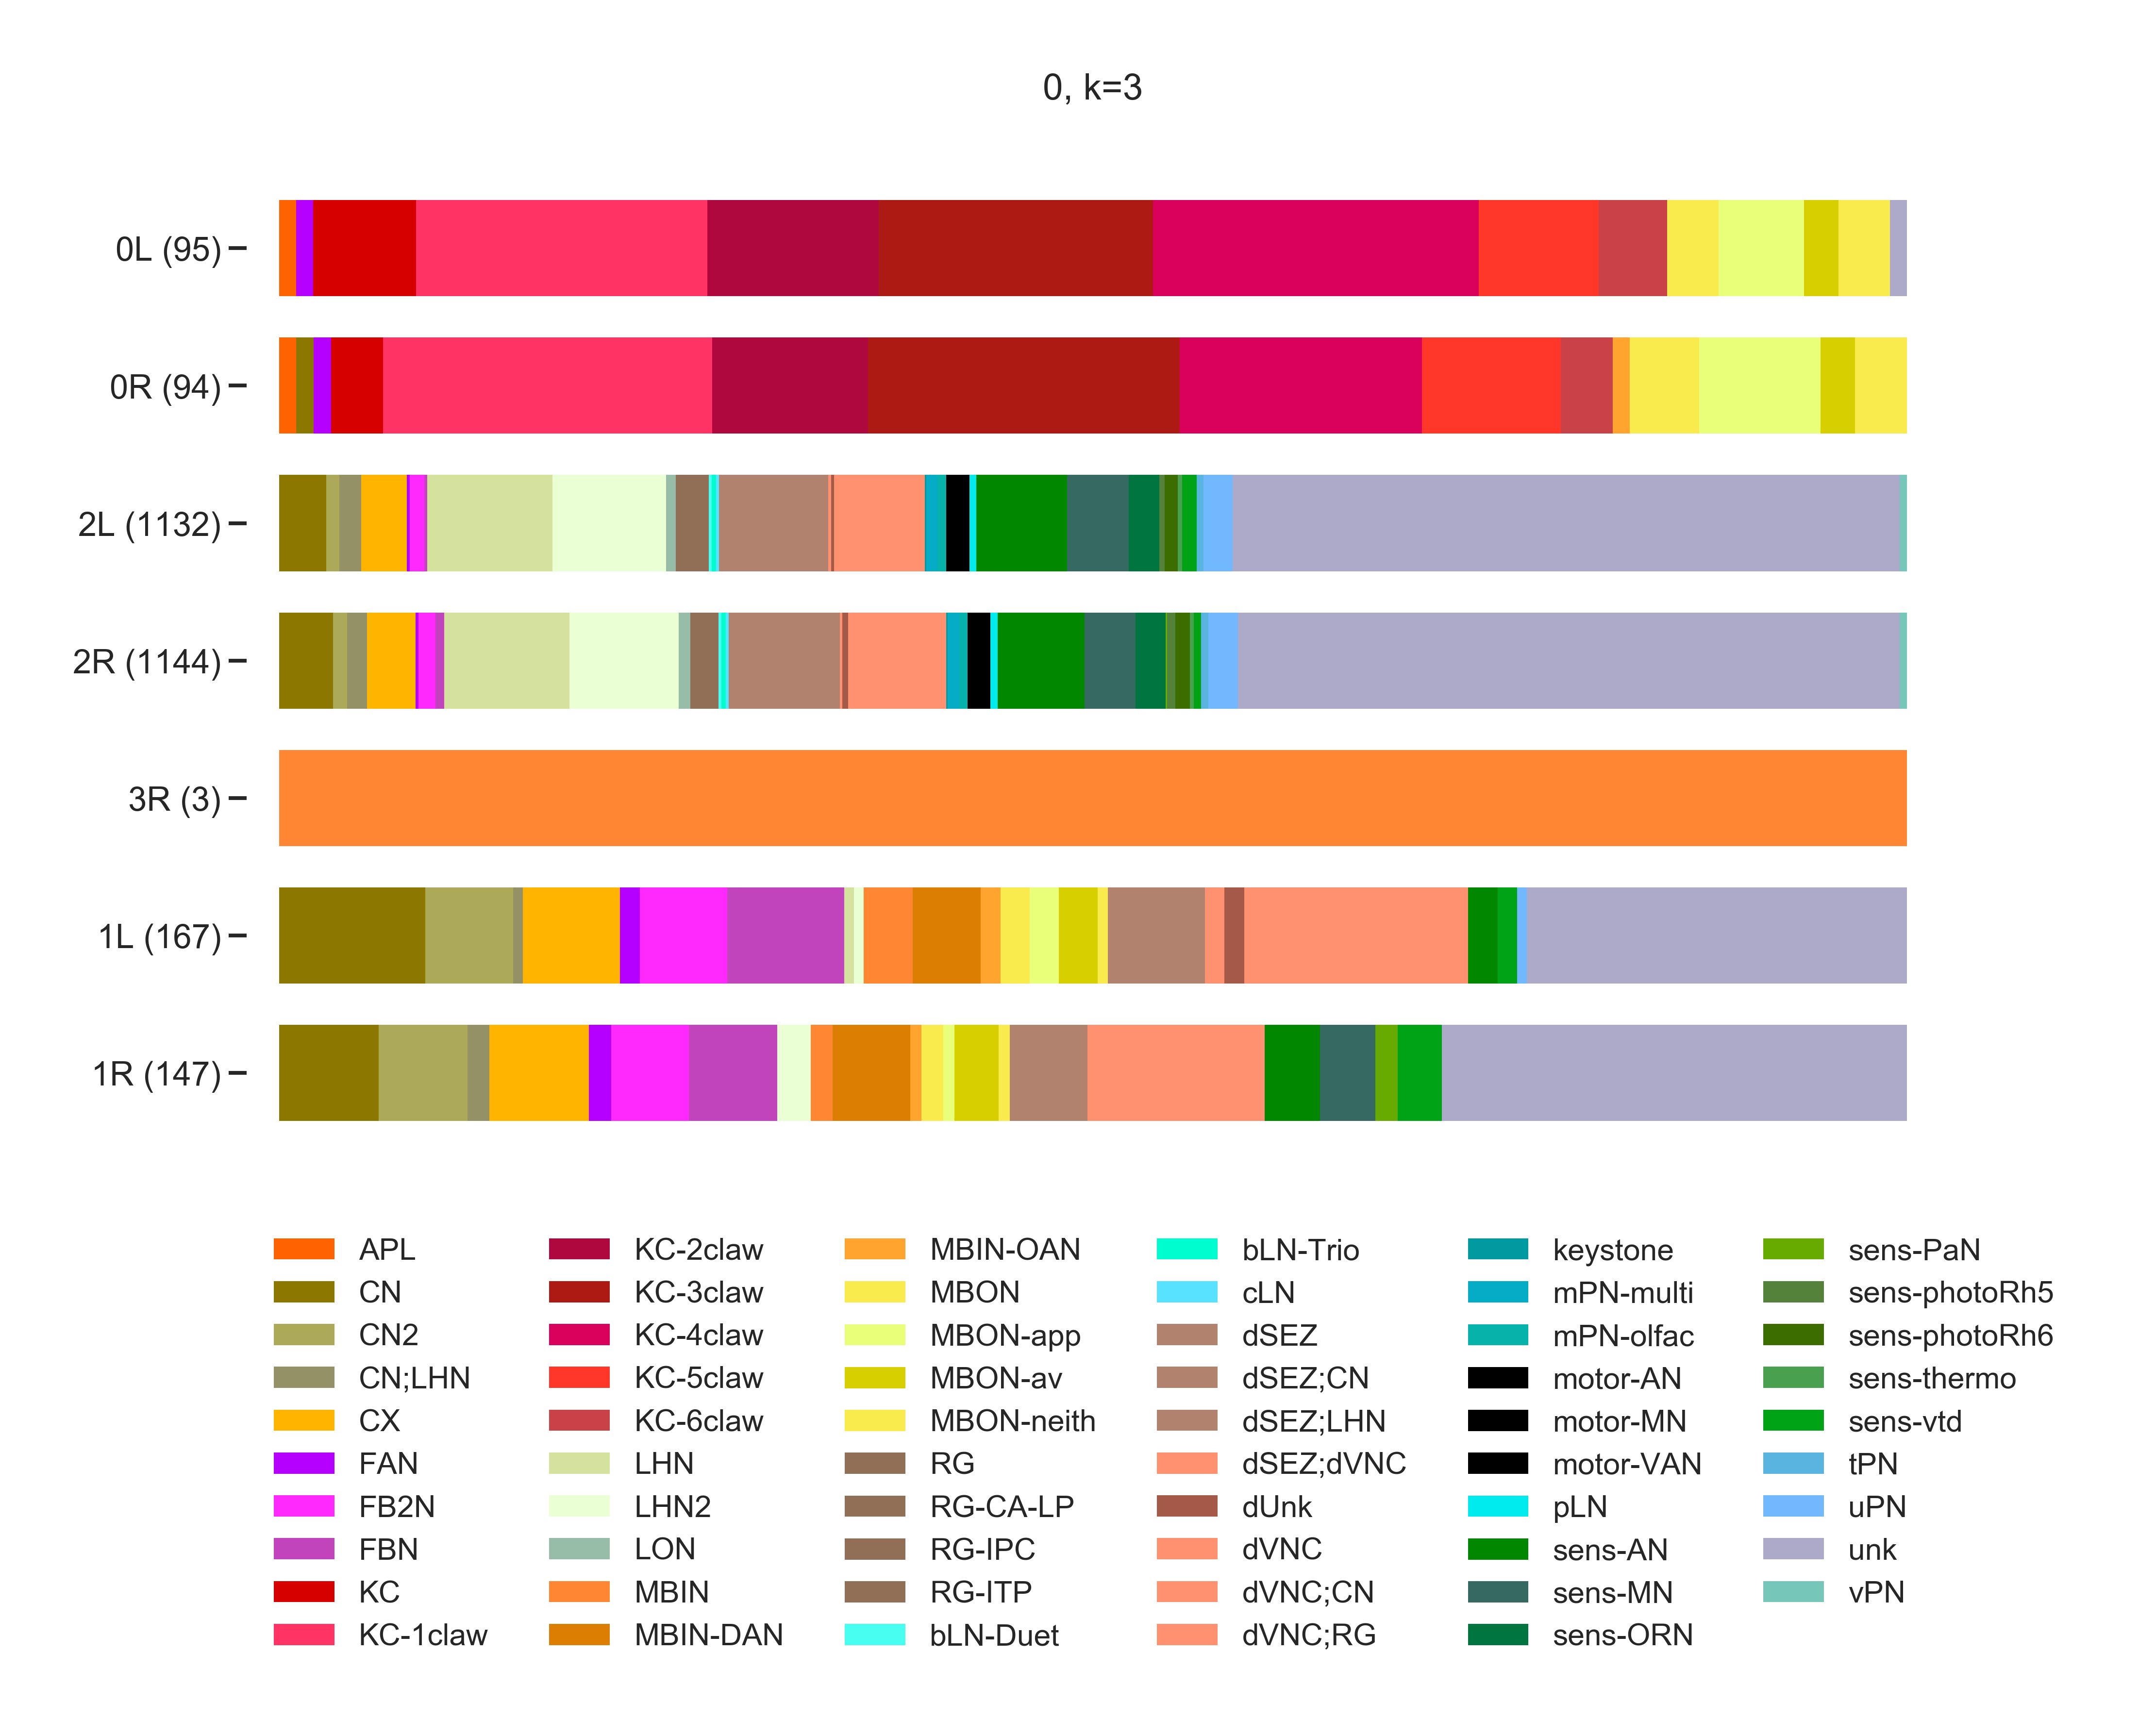 0, k=3
0L (95)
0R (94)
2L (1132)
2R (1144)
3R (3)
1L (167)
1R (147)
APL
CN
CN2
CN;LHN
CX
FAN
FB2N
FBN
KC
KC-1claw
KC-2claw
KC-3claw
KC-4claw
KC-5claw
KC-6claw
LHN
LHN2
LON
MBIN
MBIN-DAN
MBIN-OAN
MBON
MBON-app
MBON-av
MBON-neith
RG
RG-CA-LP
RG-IPC
RG-ITP
bLN-Duet
bLN-Trio
cLN
dSEZ
dSEZ;CN
dSEZ;LHN
dSEZ;dVNC
dUnk
dVNC
dVNC;CN
dVNC;RG
keystone
mPN-multi
mPN-olfac
motor-AN
motor-MN
motor-VAN
pLN
sens-AN
sens-MN
sens-ORN
sens-PaN
sens-photoRh5
sens-photoRh6
sens-thermo
sens-vtd
tPN
uPN
unk
vPN